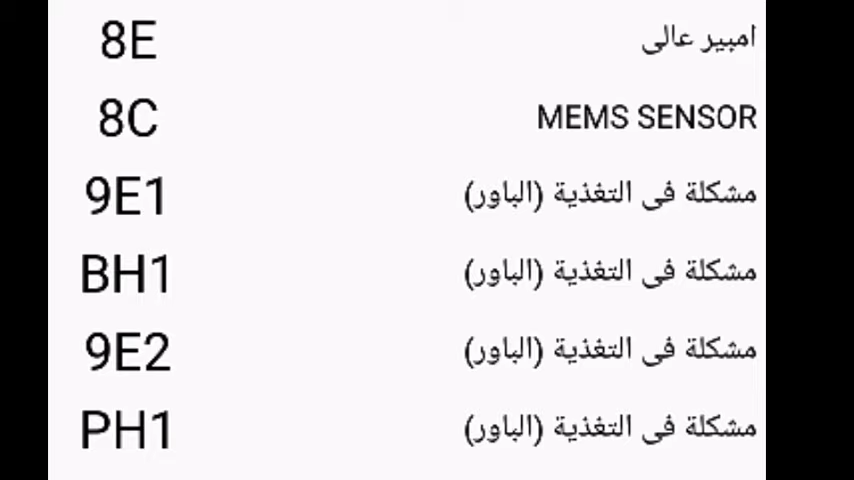 8E امبير عالى
8C MEMS SENSOR
9E1 مشكلة فى التغذية (الباور)
BH1 مشكلة فى التغذية (الباور)
9E2 مشكلة فى التغذية (الباور)
PH1 مشكلة فى التغذية (الباور)